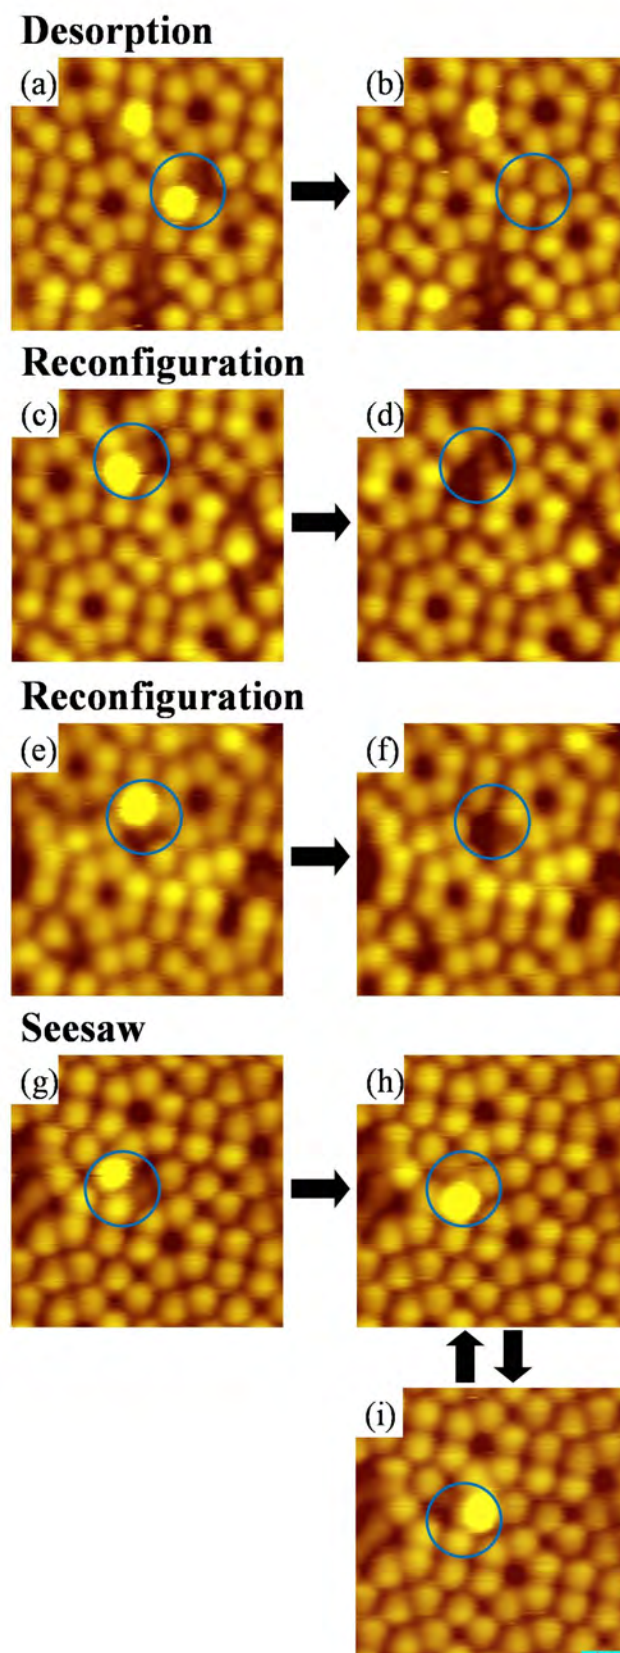 Desorption
(a) (b)
Reconfiguration
(c) (d)
Reconfiguration
(e) (f)
Seesaw
(g) (h)
(i)